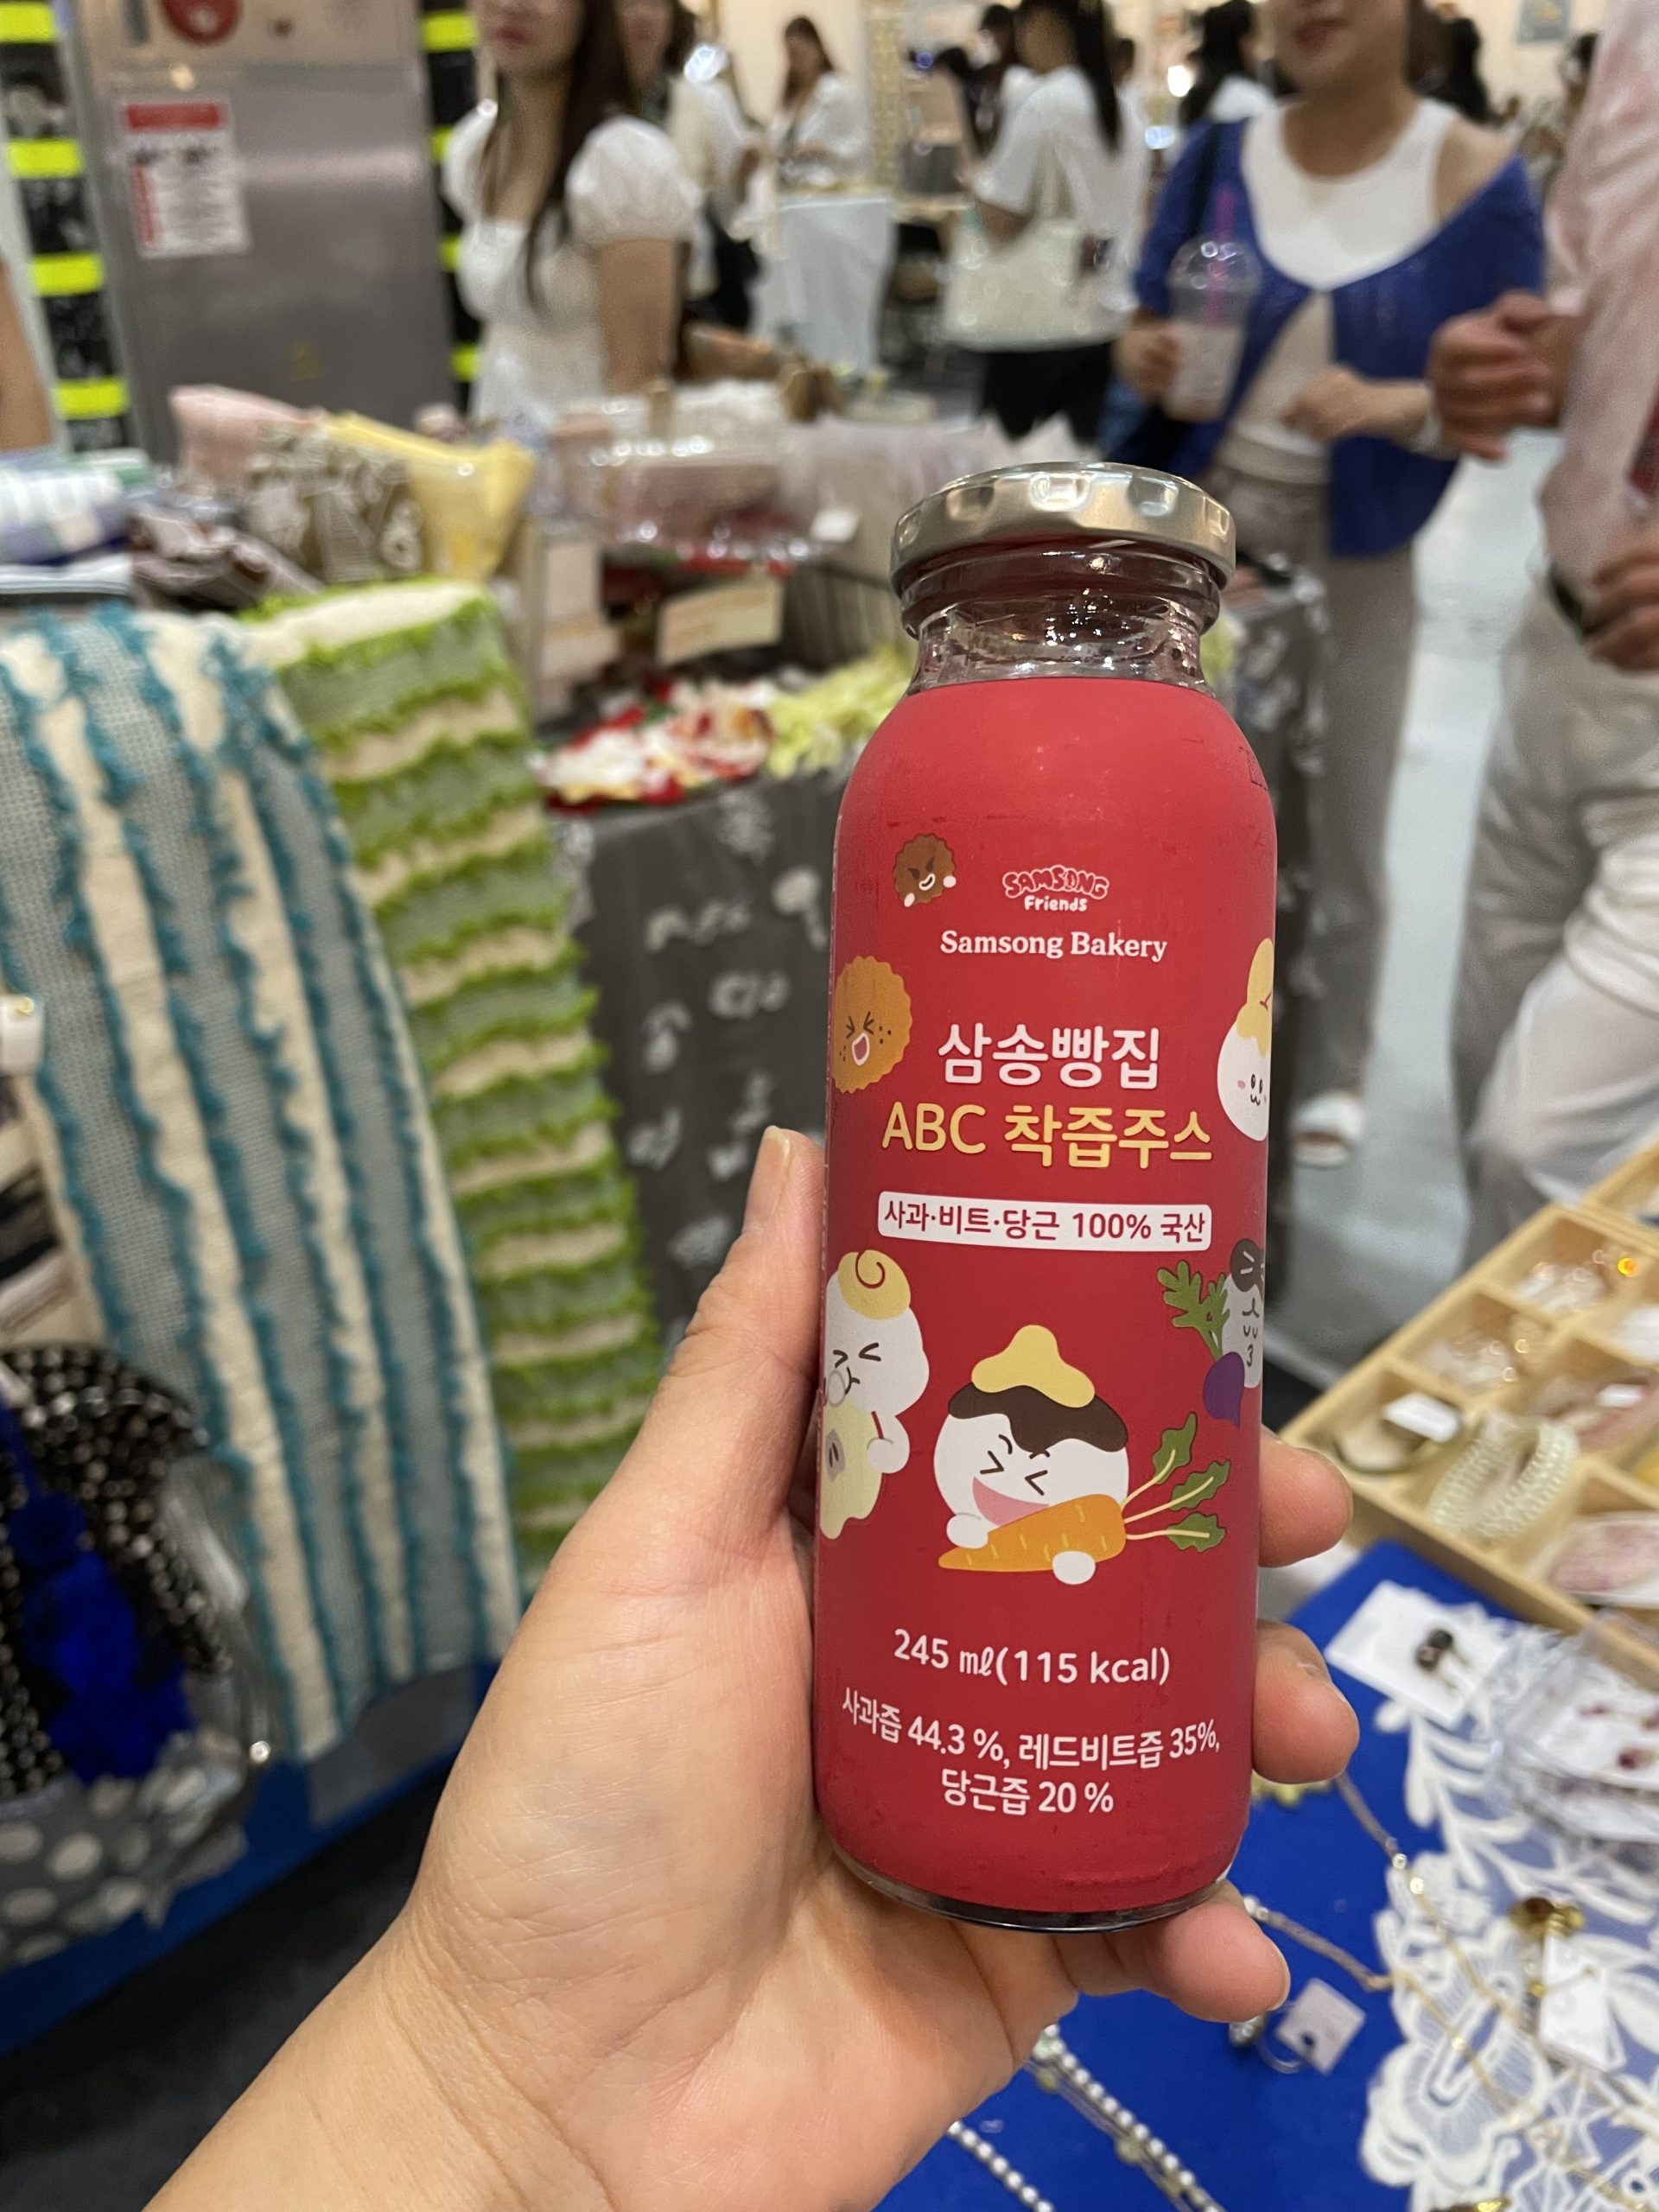 SAMSONG
Friends
Samsong Bakery
삼송빵집
ABC 착즙주스
사과·비트·당근 100% 국산
245 ㎖(115 kcal)
사과즙 44.3 %, 레드비트즙 35%,
당근즙 20 %